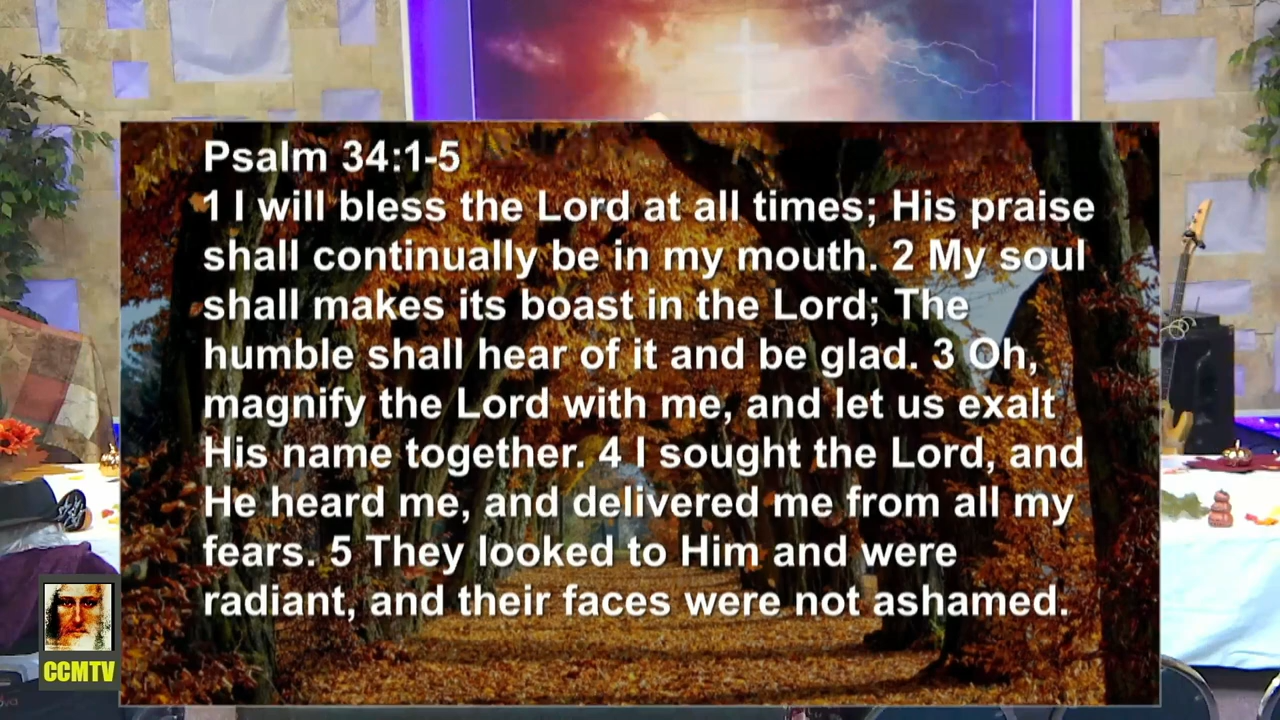 Psalm 34:1-5
1 I will bless the Lord at all times; His praise
shall continually be in my mouth. 2 My soul
shall makes its boast in the Lord; The
humble shall hear of it and be glad. 3 Oh,
magnify the Lord with me, and let us exalt
His name together. 4 I sought the Lord, and
He heard me, and delivered me from all my
fears. 5 They looked to Him and were
radiant, and their faces were not ashamed.
CCMTV